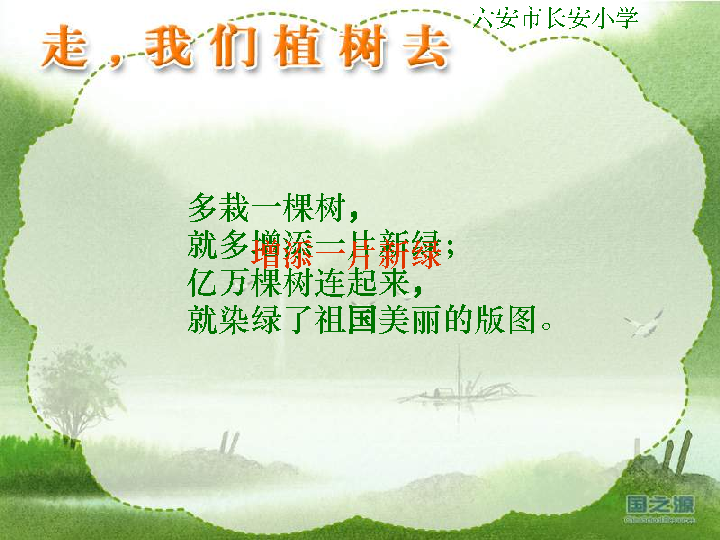 六安市长安小学
走，我们植树去
多栽一棵树，
就多增添一片新绿；
增添一片新绿
亿万棵树连起来，
就染绿了祖国美丽的版图。
国之源